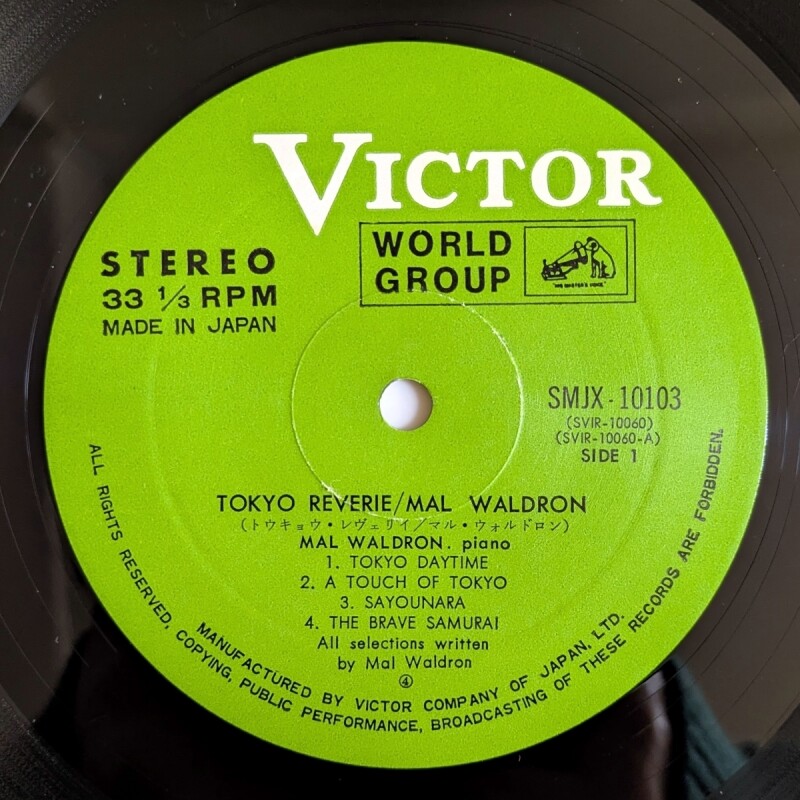 VICTOR
WORLD
GROUP
"HIS MASTER'S VOICE"
STEREO
33 1/3 RPM
MADE IN JAPAN
SMJX - 10103
(SVIR-10060)
(SVIR-10060-A)
SIDE 1
TOKYO REVERIE/MAL WALDRON
(トウキョウ・レヴェリイ/マル・ウォルドロン)
MAL WALDRON. piano
1. TOKYO DAYTIME
2. A TOUCH OF TOKYO
3. SAYOUNARA
4. THE BRAVE SAMURAI
All selections written
by Mal Waldron
④
MANUFACTURED BY VICTOR COMPANY OF JAPAN, LTD.
ALL RIGHTS RESERVED, COPYING, PUBLIC PERFORMANCE, BROADCASTING OF THESE RECORDS ARE FORBIDDEN.